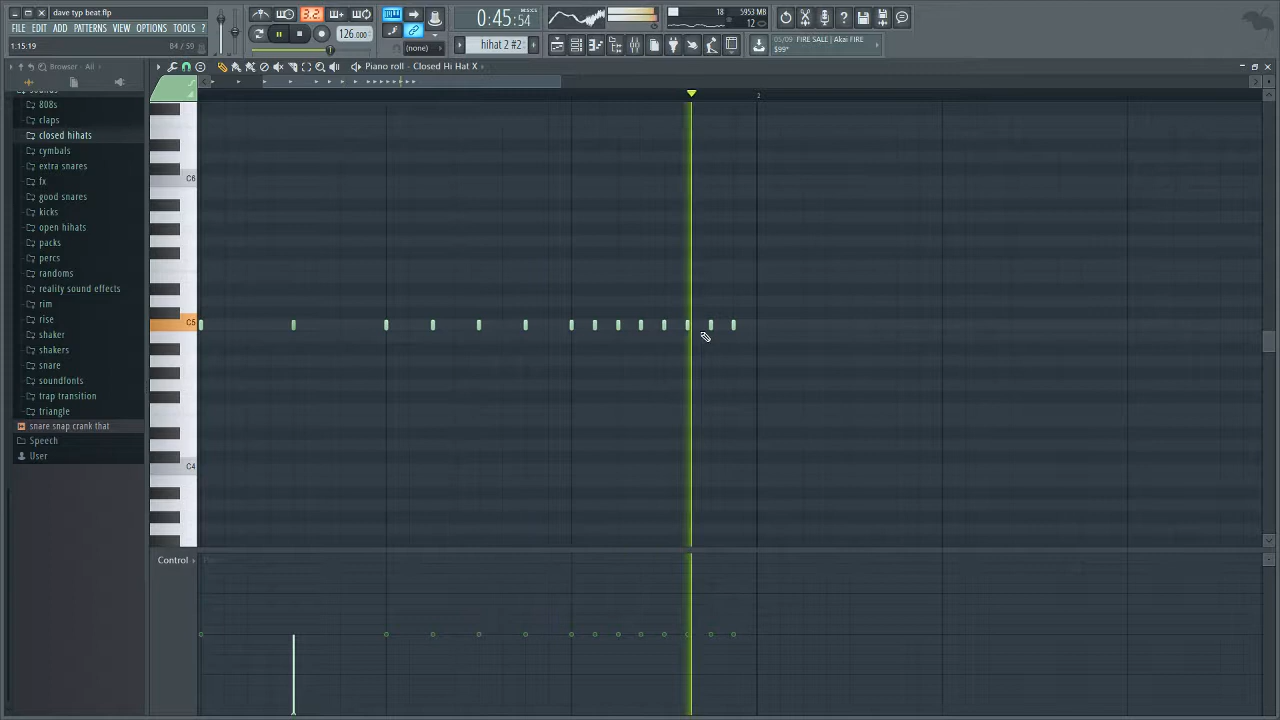 dave typ beat.flp
FILE EDIT ADD PATTERNS VIEW OPTIONS TOOLS ?
1:15:19
84 / 59
3.2
126.000
0:45:54
M:S:CS
(none)
hihat 2 #2
18
5953 MB
05/09 FIRE SALE | Akai FIRE
$99*
Browser - All
Piano roll - Closed Hi Hat X
sounds
808s
claps
closed hihats
cymbals
extra snares
fx
good snares
kicks
open hihats
packs
percs
randoms
reality sound effects
rim
rise
shaker
shakers
snare
soundfonts
trap transition
triangle
snare snap crank that
Speech
User
2
C6
C5
C4
Control